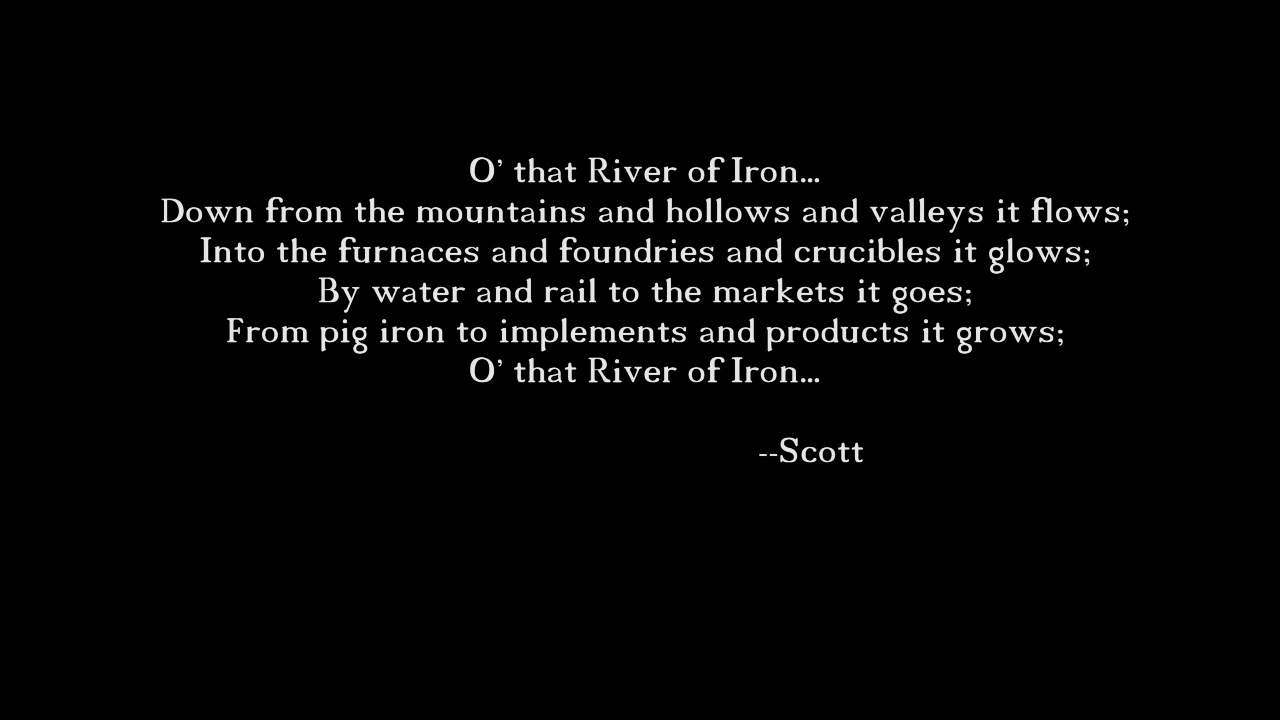 O’ that River of Iron...
Down from the mountains and hollows and valleys it flows;
Into the furnaces and foundries and crucibles it glows;
By water and rail to the markets it goes;
From pig iron to implements and products it grows;
O’ that River of Iron...
--Scott